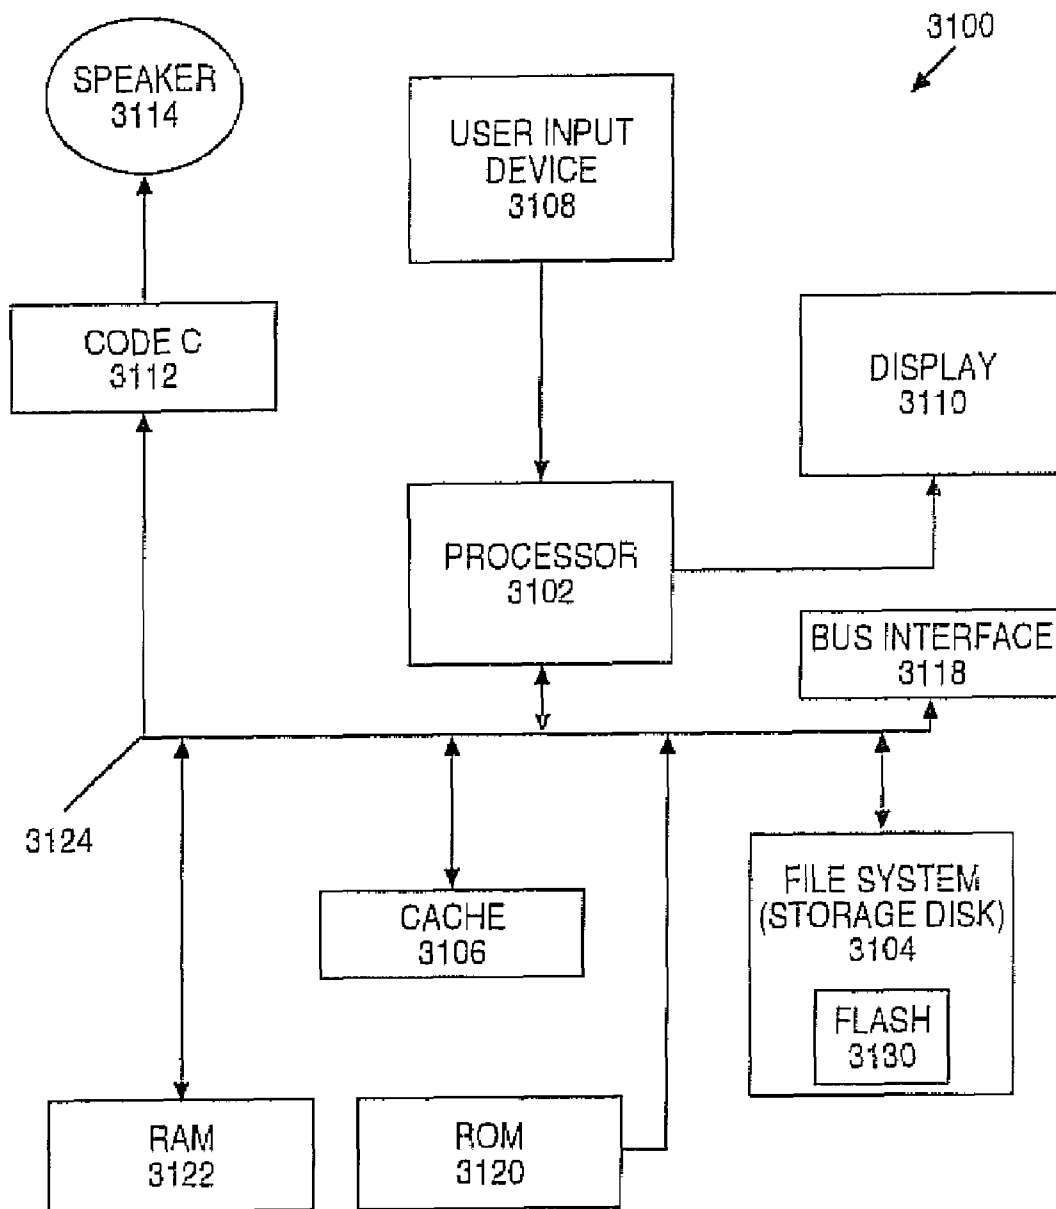 3100
SPEAKER
3114
USER INPUT
DEVICE
3108
CODE C
3112
DISPLAY
3110
PROCESSOR
3102
BUS INTERFACE
3118
3124
CACHE
3106
FILE SYSTEM
(STORAGE DISK)
3104
FLASH
3130
RAM
3122
ROM
3120